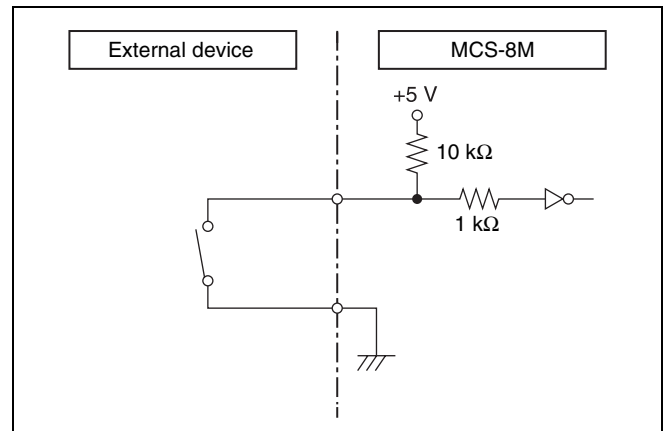 External device
MCS-8M
+5 V
10 kΩ
1 kΩ